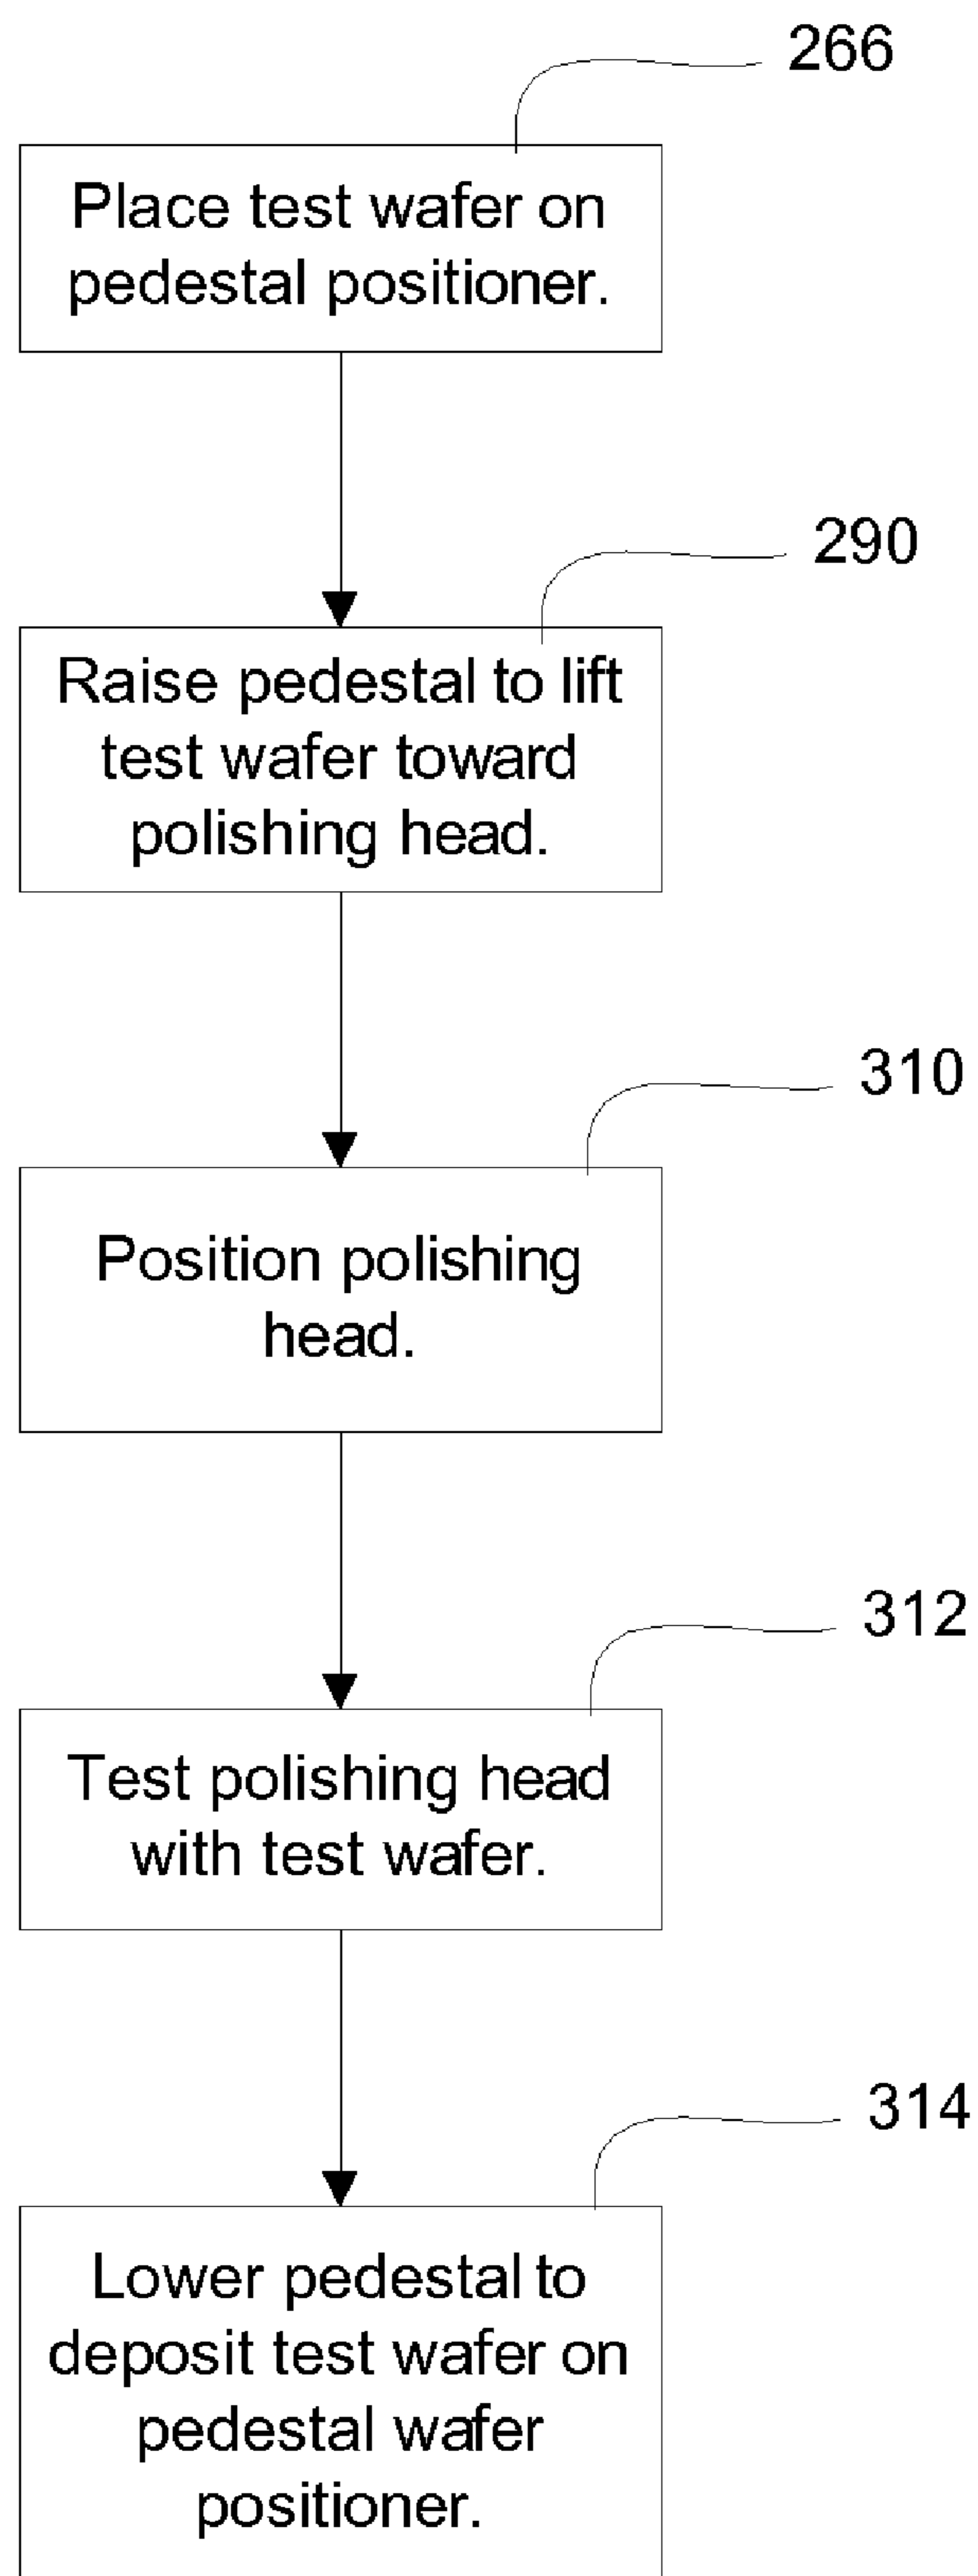 266
Place test wafer on
pedestal positioner.
290
Raise pedestal to lift
test wafer toward
polishing head.
310
Position polishing
head.
312
Test polishing head
with test wafer.
314
Lower pedestal to
deposit test wafer on
pedestal wafer
positioner.